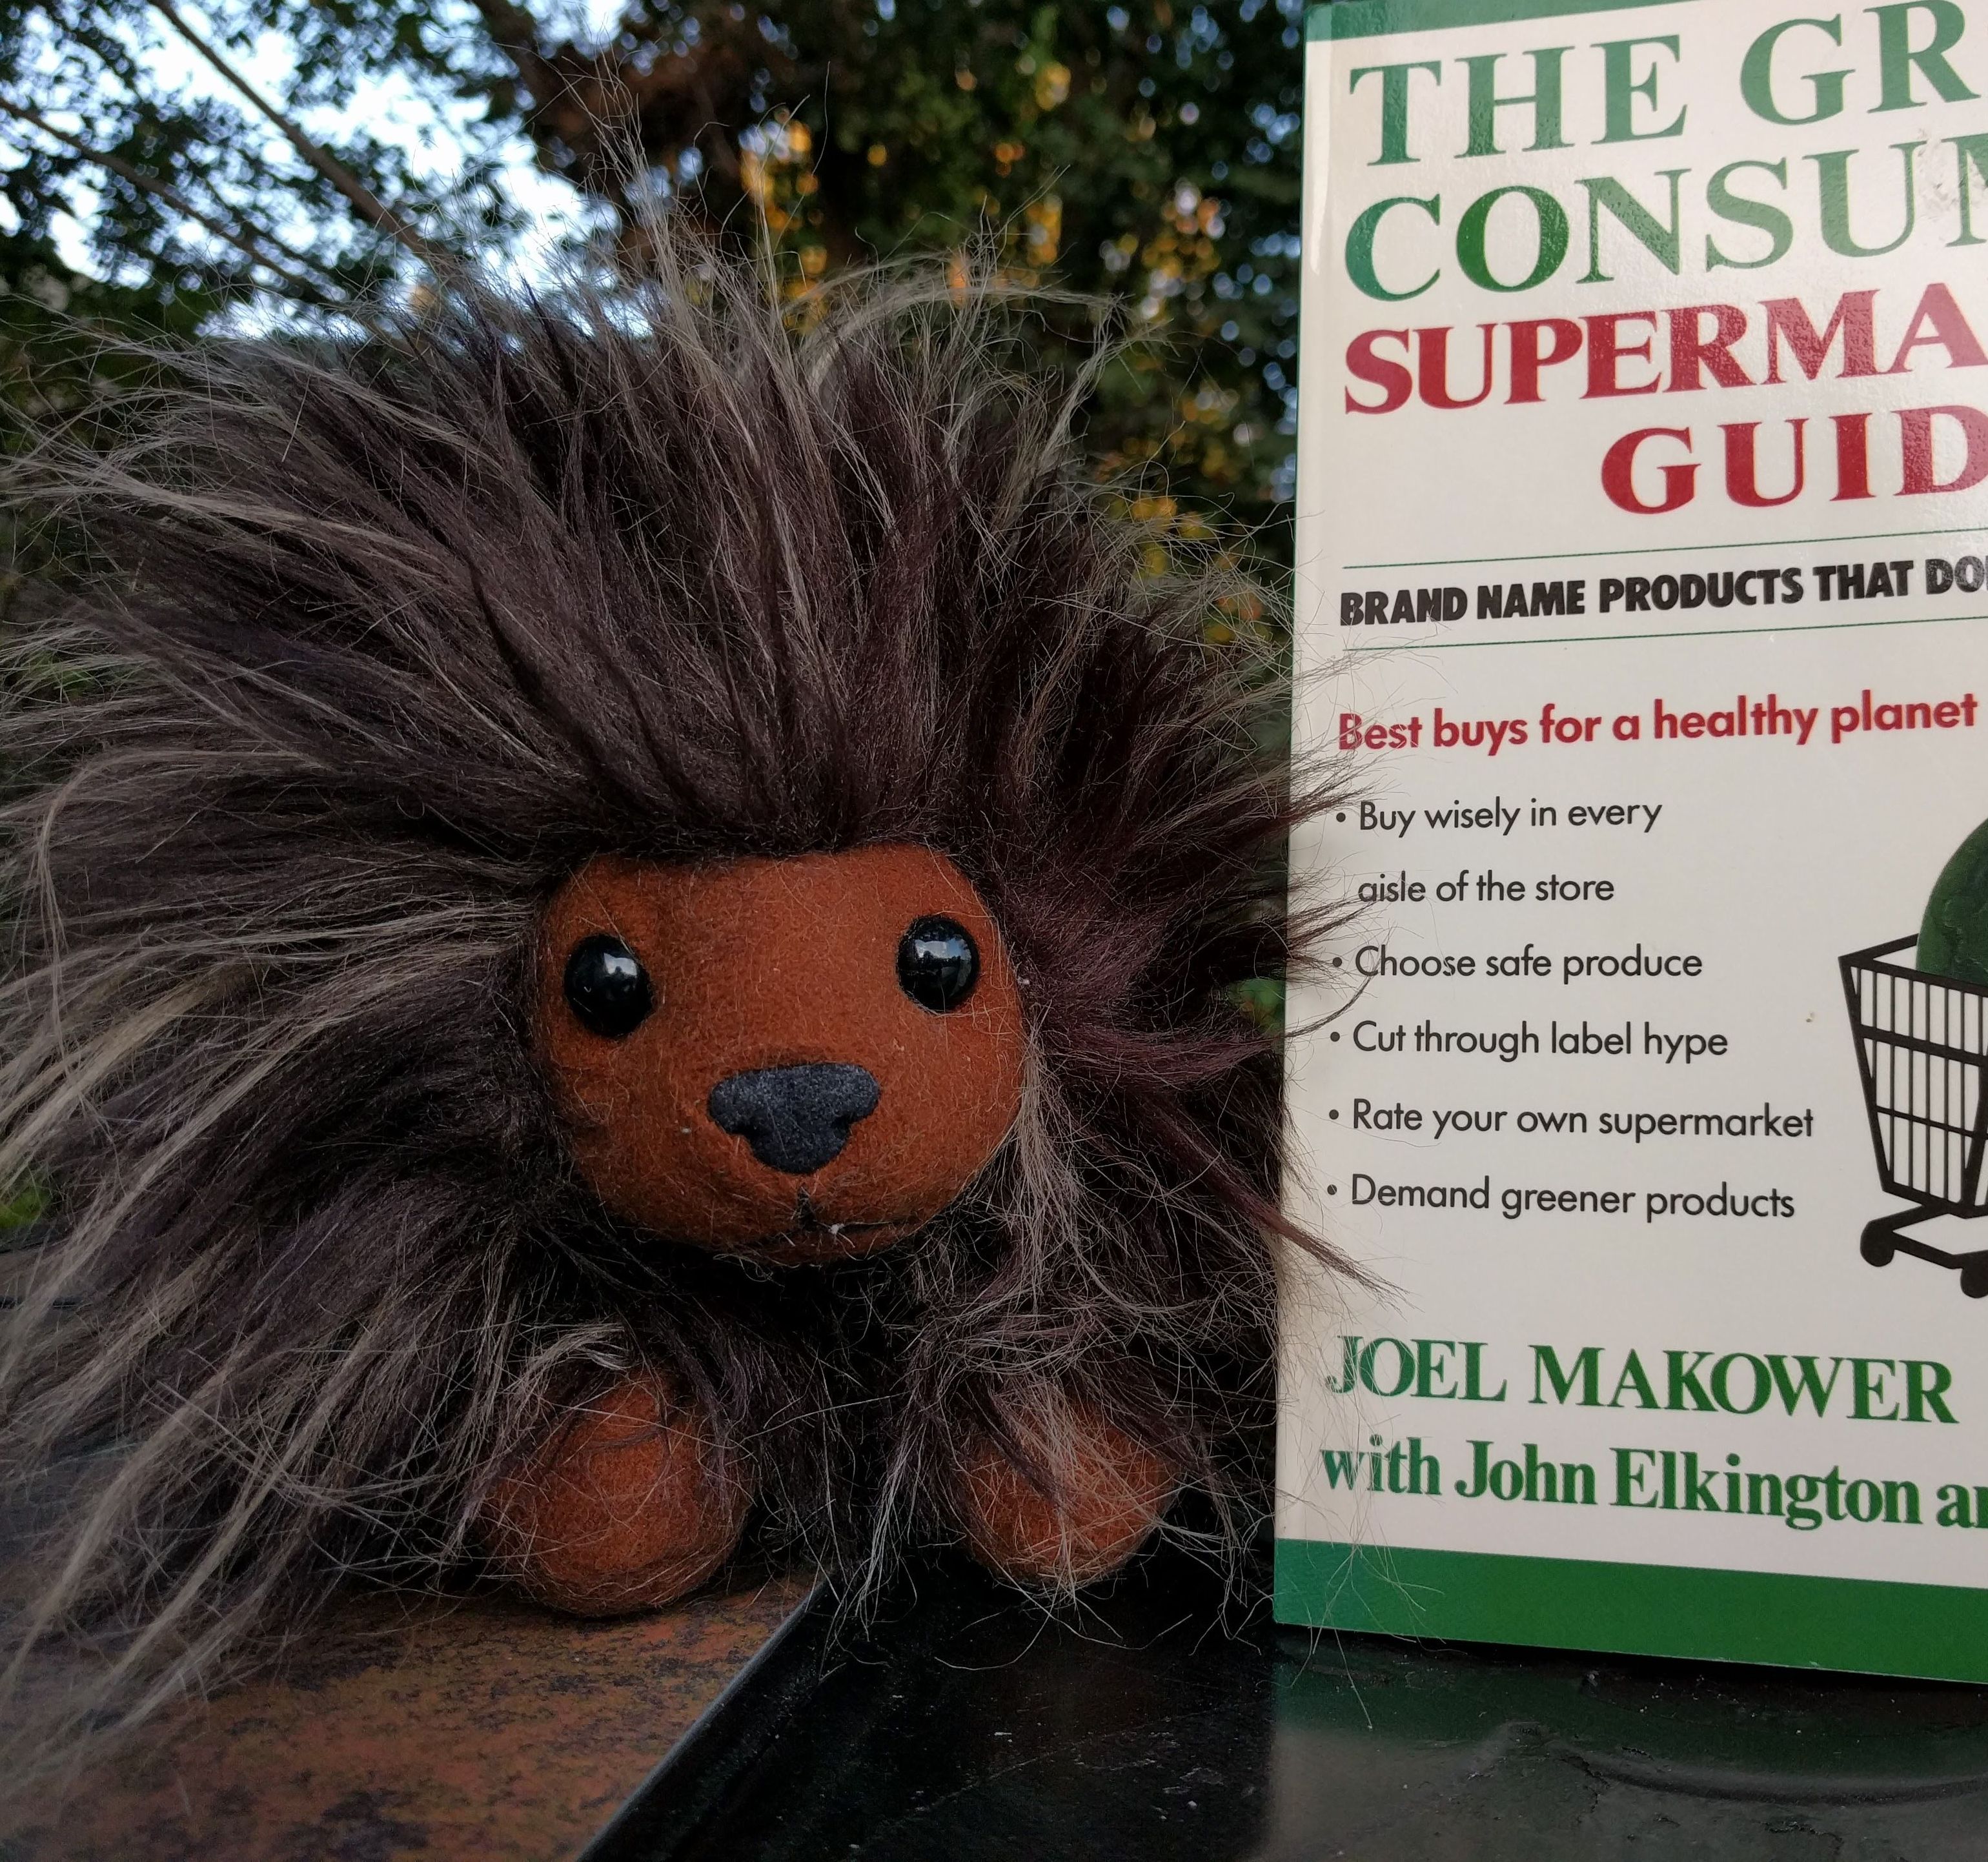 THE GR
CONSUM
SUPERMA
GUID
BRAND NAME PRODUCTS THAT DO
Best buys for a healthy planet
• Buy wisely in every
aisle of the store
• Choose safe produce
• Cut through label hype
• Rate your own supermarket
• Demand greener products
JOEL MAKOWER
with John Elkington a